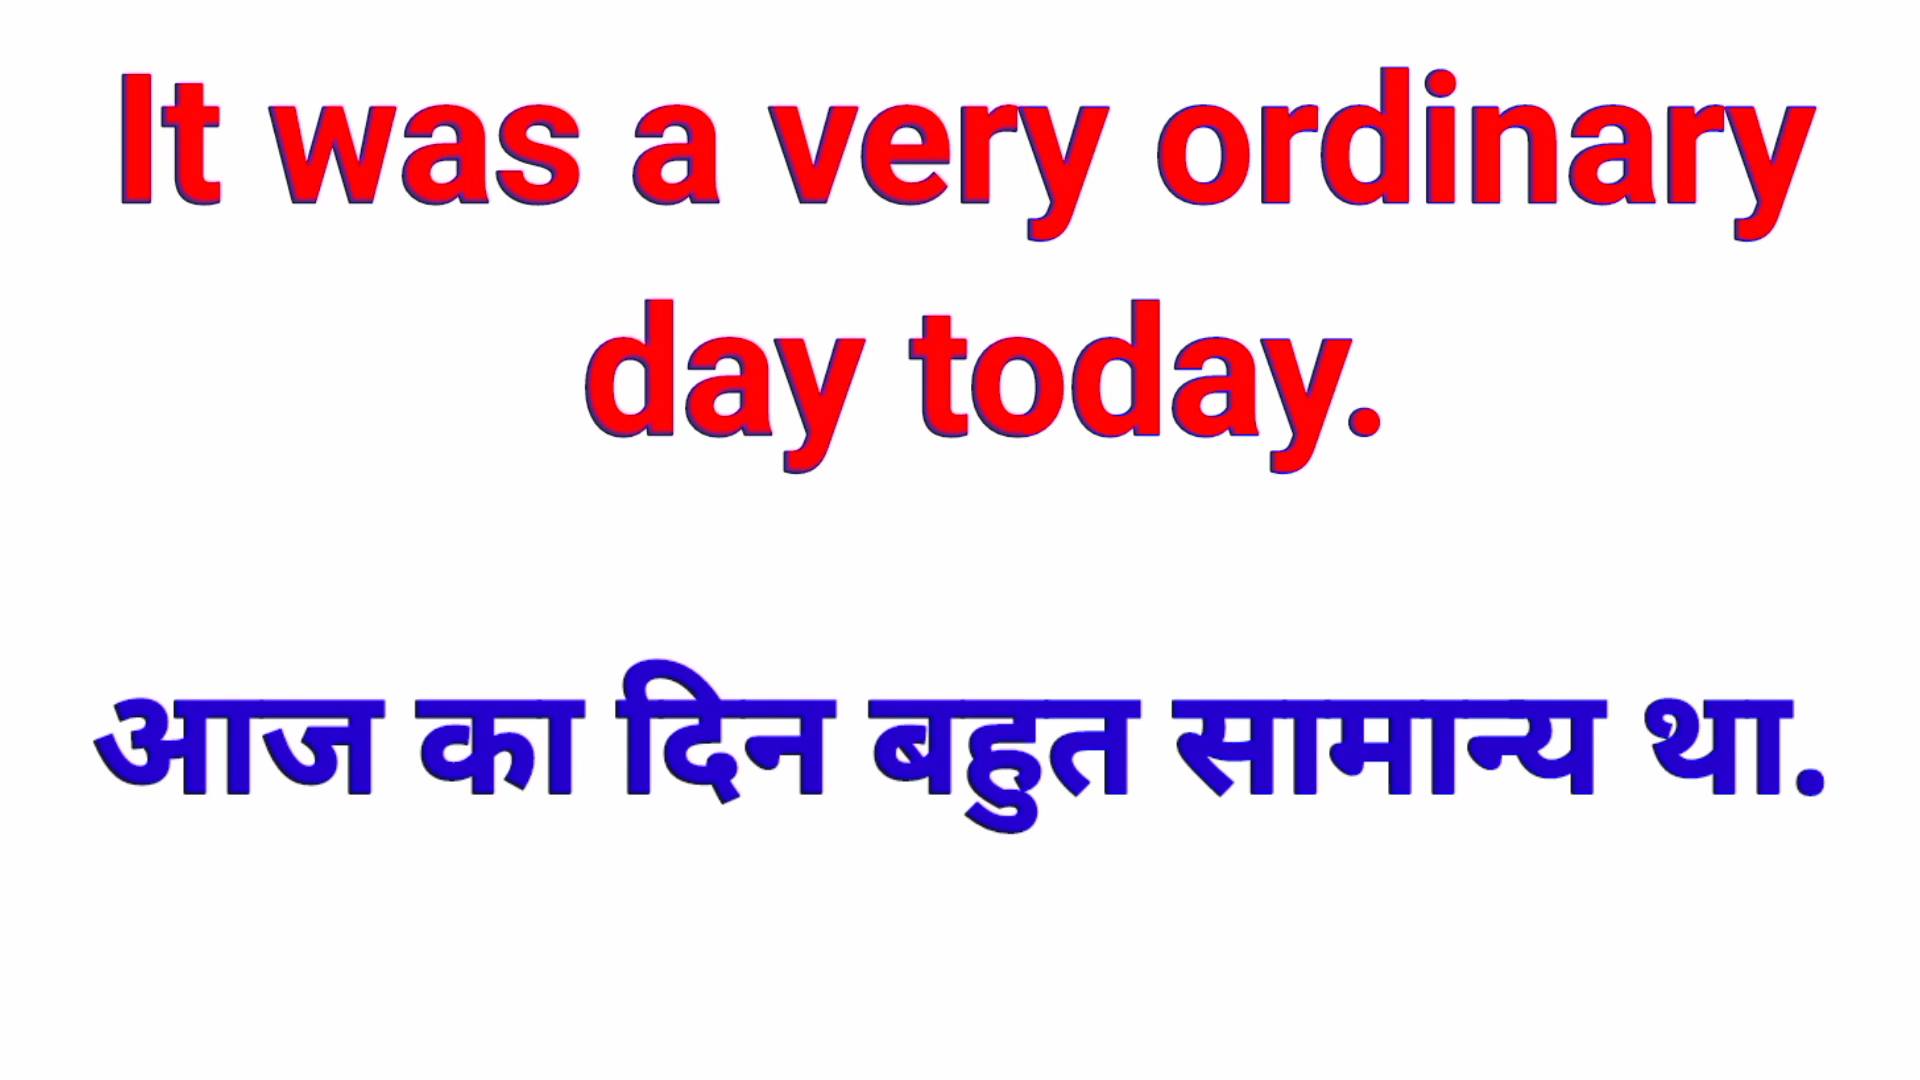 It was a very ordinary
day today.
आज का दिन बहुत सामान्य था.